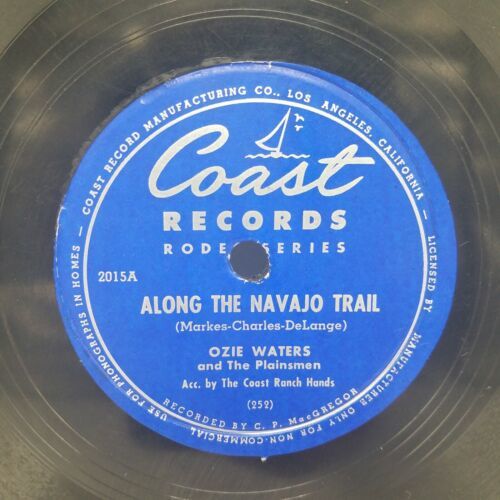 COAST RECORD MANUFACTURING CO., LOS ANGELES, CALIFORNIA — LICENSED BY MANUFACTURER ONLY FOR NON-COMMERCIAL USE FOR PHONOGRAPHS IN HOMES —
Coast
RECORDS
RODEO SERIES
2015A
ALONG THE NAVAJO TRAIL
(Markes-Charles-DeLange)
OZIE WATERS
and The Plainsmen
Acc. by The Coast Ranch Hands
(252)
RECORDED BY C. P. MacGREGOR